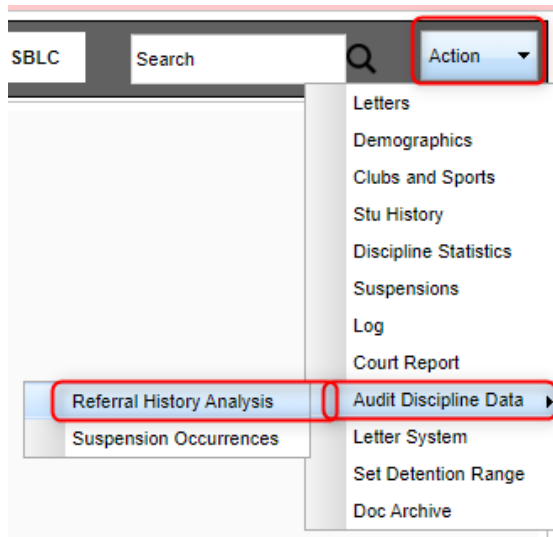 SBLC
Search
Action
Letters
Demographics
Clubs and Sports
Stu History
Discipline Statistics
Suspensions
Log
Court Report
Audit Discipline Data
Referral History Analysis
Suspension Occurrences
Letter System
Set Detention Range
Doc Archive